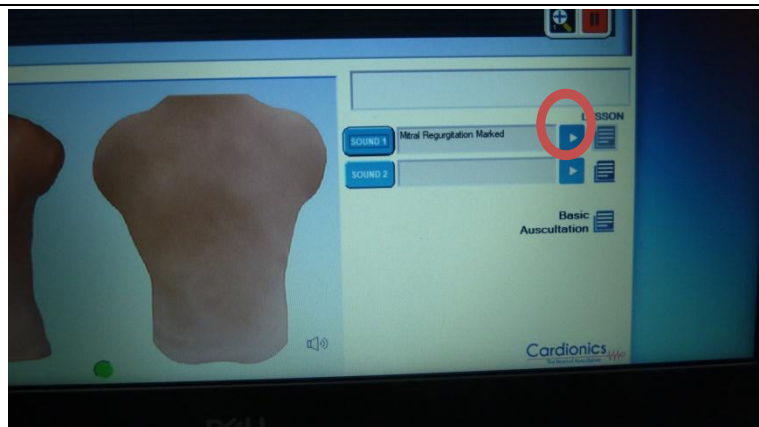 LESSON
SOUND 1
Mitral Regurgitation Marked
SOUND 2
Basic
Auscultation
Cardionics